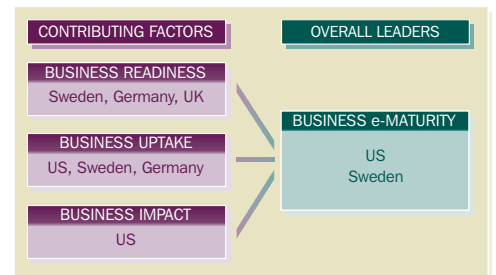 CONTRIBUTING FACTORS
BUSINESS READINESS
Sweden, Germany, UK
BUSINESS UPTAKE
US, Sweden, Germany
BUSINESS IMPACT
US
OVERALL LEADERS
BUSINESS e-MATURITY
US
Sweden